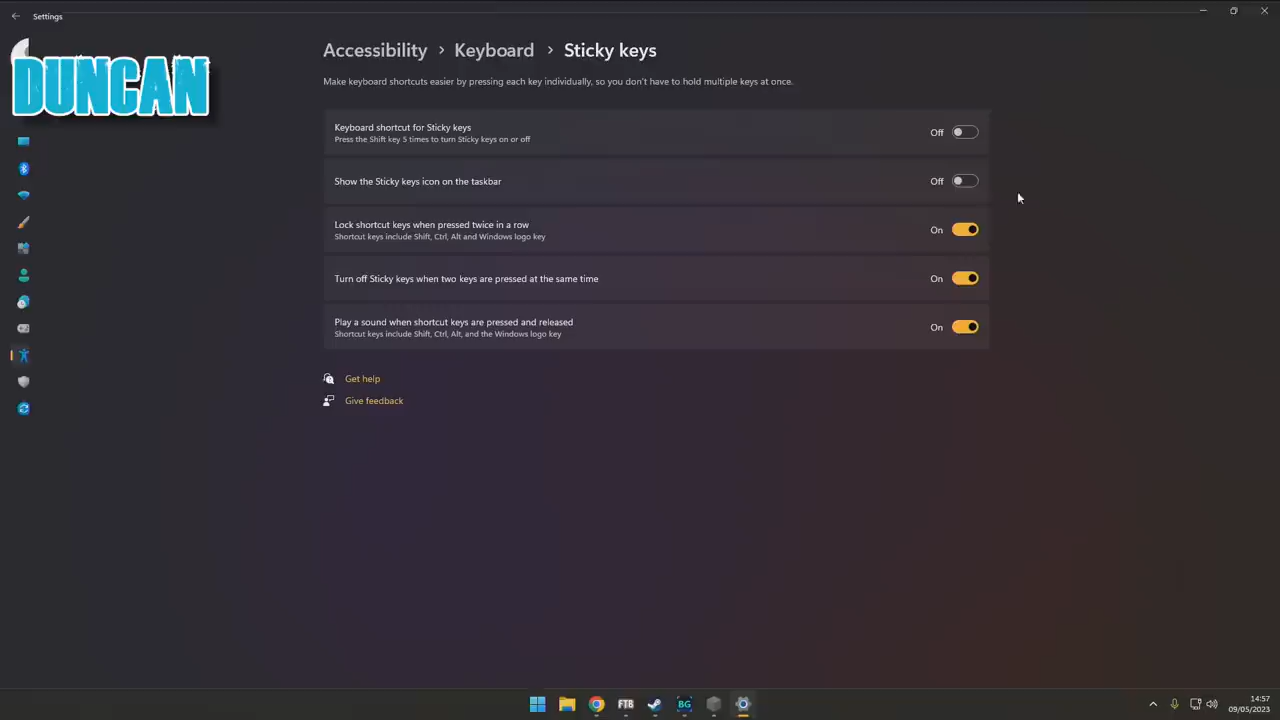 Settings
DUNCAN
Accessibility > Keyboard > Sticky keys
Make keyboard shortcuts easier by pressing each key individually, so you don't have to hold multiple keys at once.
Keyboard shortcut for Sticky keys
Press the Shift key 5 times to turn Sticky keys on or off
Off
Show the Sticky keys icon on the taskbar
Off
Lock shortcut keys when pressed twice in a row
Shortcut keys include Shift, Ctrl, Alt and Windows logo key
On
Turn off Sticky keys when two keys are pressed at the same time
On
Play a sound when shortcut keys are pressed and released
Shortcut keys include Shift, Ctrl, Alt, and the Windows logo key
On
Get help
Give feedback
FTB
BG
14:57
09/05/2023